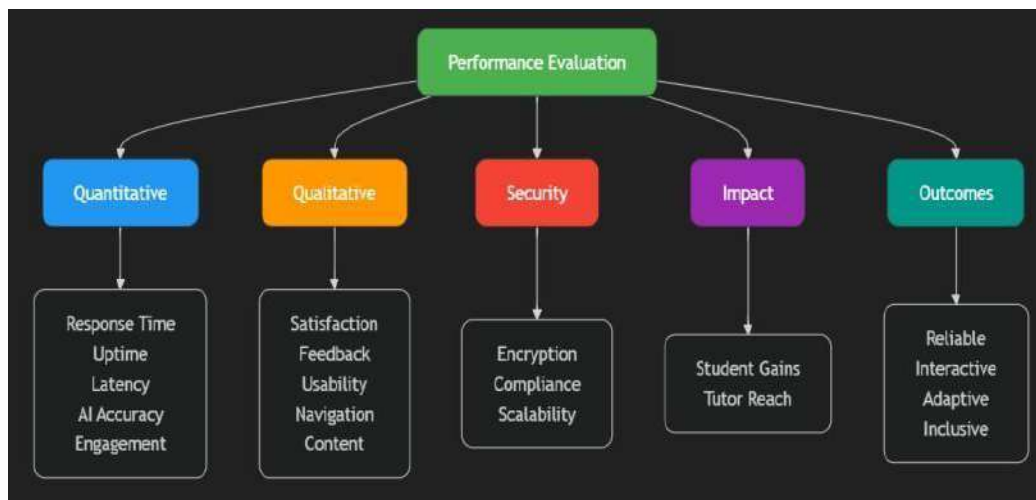 Performance Evaluation
Quantitative
Qualitative
Security
Impact
Outcomes
Response Time
Uptime
Latency
AI Accuracy
Engagement
Satisfaction
Feedback
Usability
Navigation
Content
Encryption
Compliance
Scalability
Student Gains
Tutor Reach
Reliable
Interactive
Adaptive
Inclusive